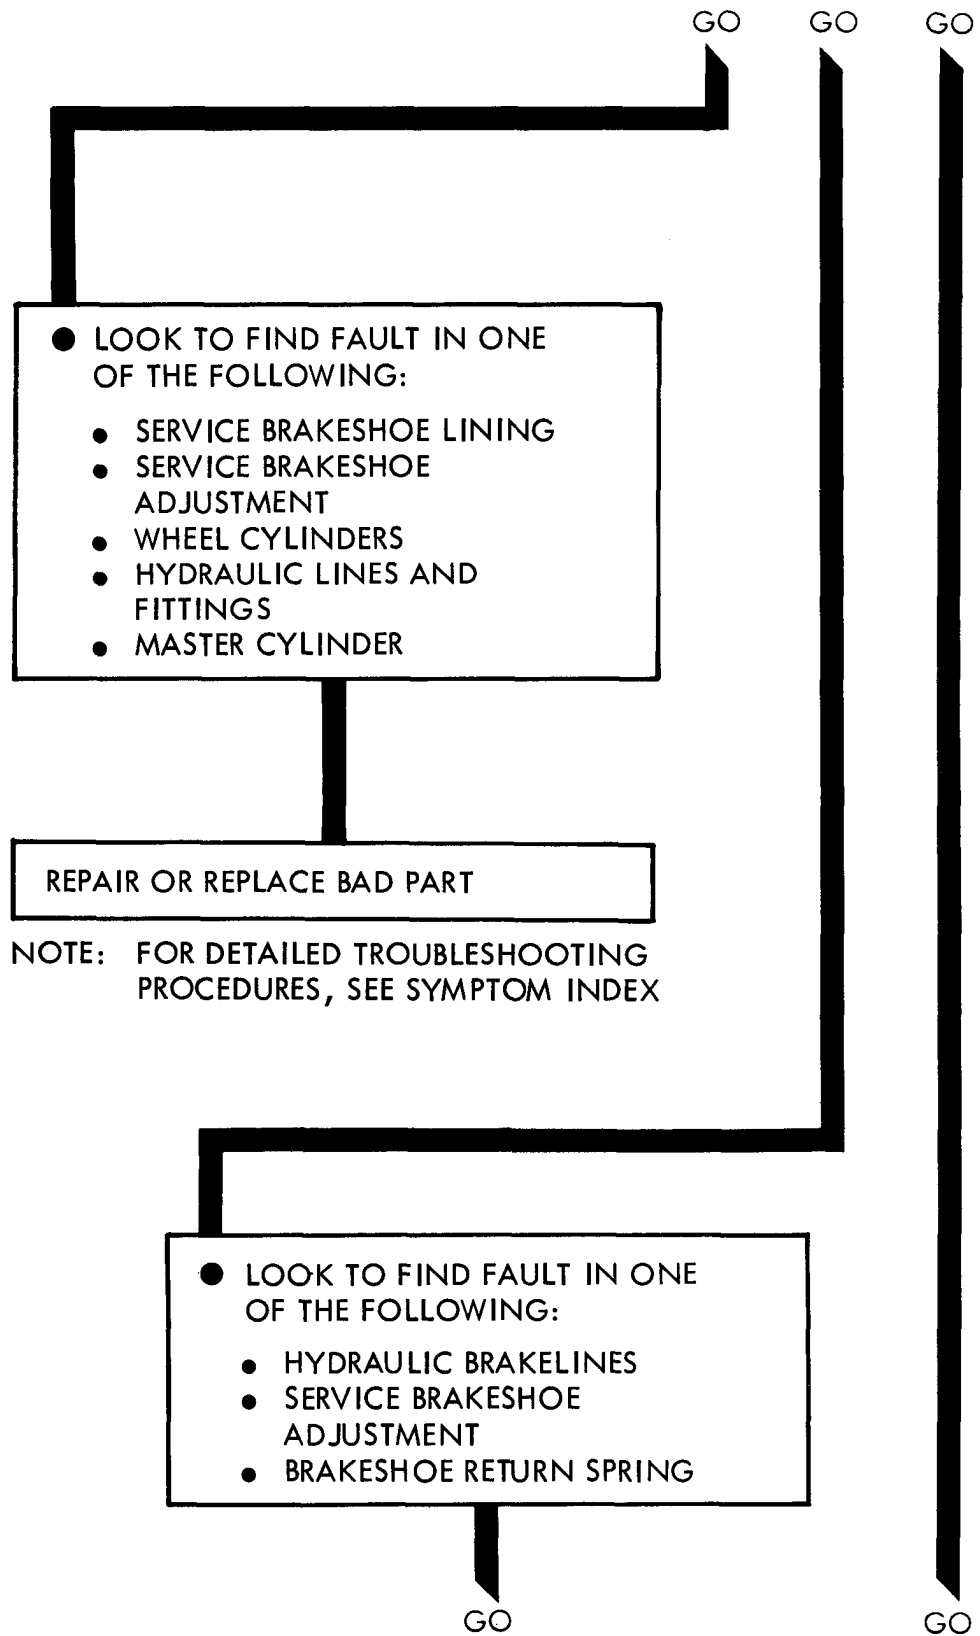 GO GO GO
● LOOK TO FIND FAULT IN ONE
OF THE FOLLOWING:
● SERVICE BRAKESHOE LINING
● SERVICE BRAKESHOE
ADJUSTMENT
● WHEEL CYLINDERS
● HYDRAULIC LINES AND
FITTINGS
● MASTER CYLINDER
REPAIR OR REPLACE BAD PART
NOTE: FOR DETAILED TROUBLESHOOTING
PROCEDURES, SEE SYMPTOM INDEX
● LOOK TO FIND FAULT IN ONE
OF THE FOLLOWING:
● HYDRAULIC BRAKELINES
● SERVICE BRAKESHOE
ADJUSTMENT
● BRAKESHOE RETURN SPRING
GO GO